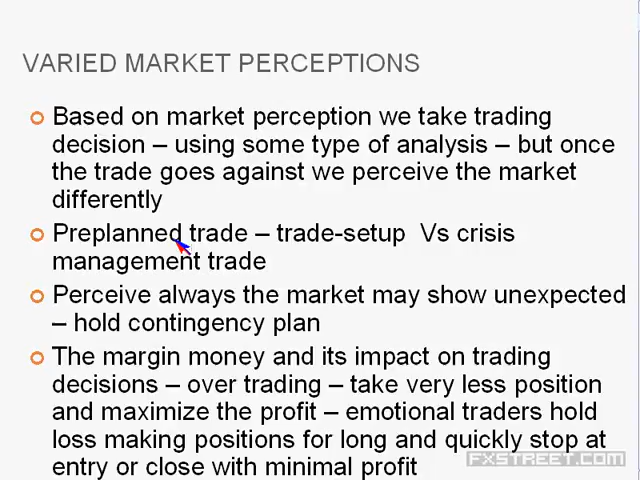 VARIED MARKET PERCEPTIONS
Based on market perception we take trading
decision – using some type of analysis – but once
the trade goes against we perceive the market
differently
Preplanned trade – trade-setup Vs crisis
management trade
Perceive always the market may show unexpected
– hold contingency plan
The margin money and its impact on trading
decisions – over trading – take very less position
and maximize the profit – emotional traders hold
loss making positions for long and quickly stop at
entry or close with minimal profit
FXSTREET.COM